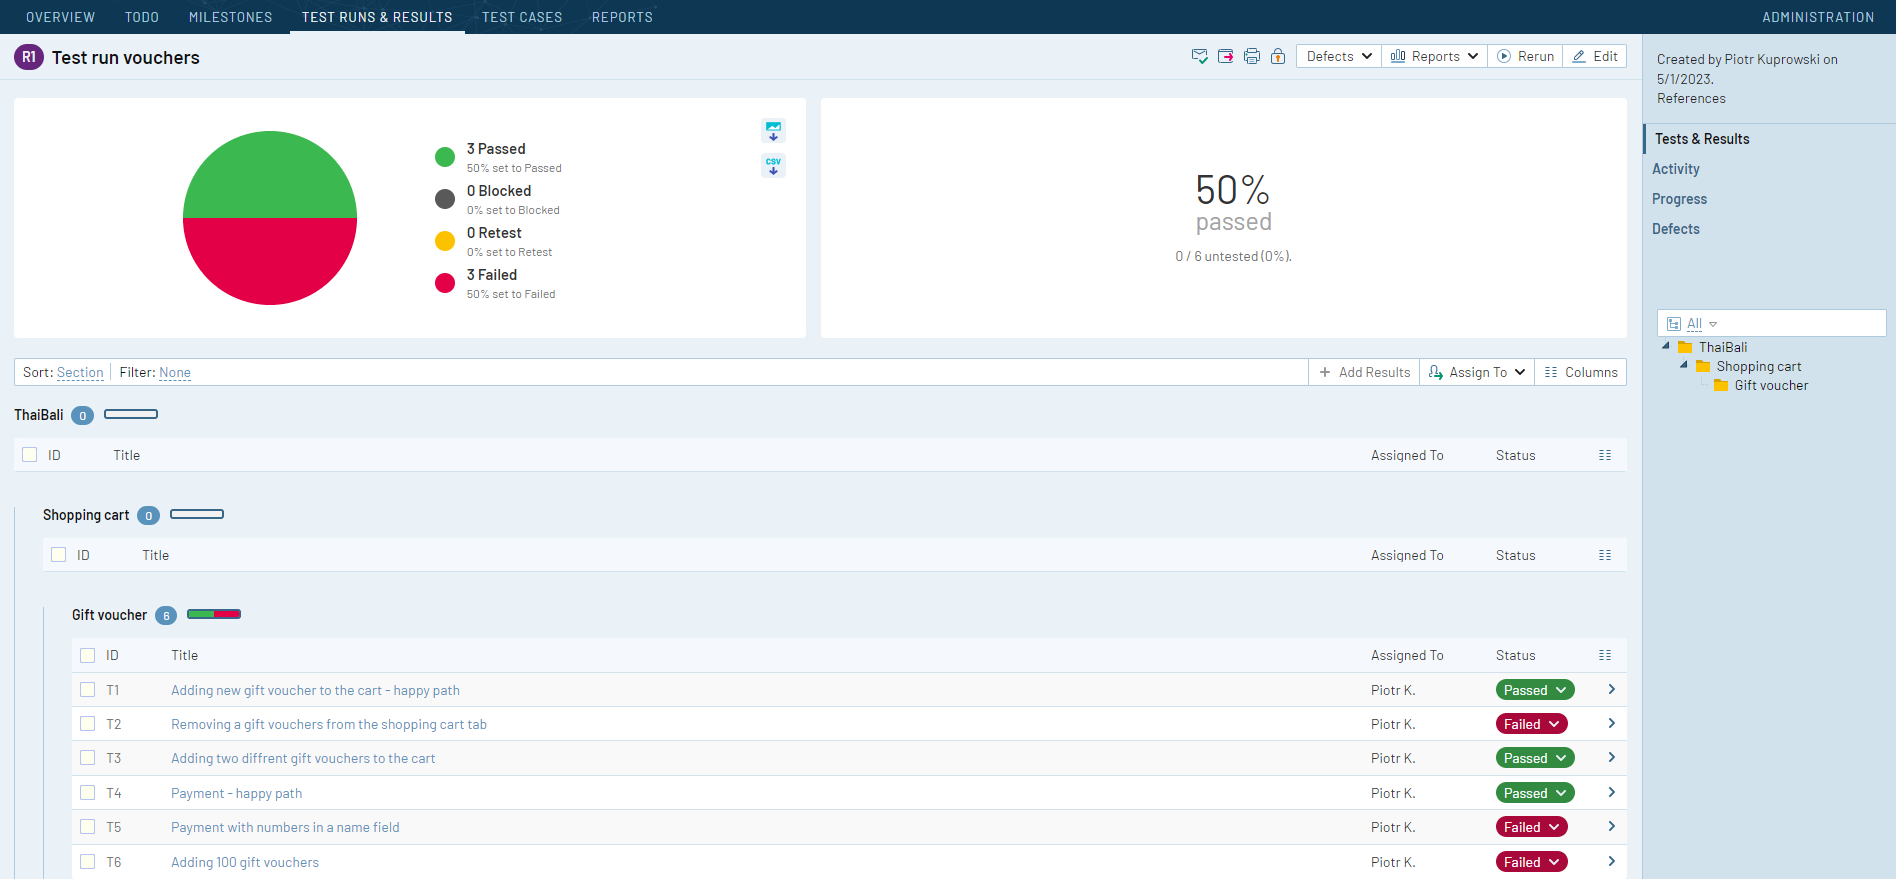 OVERVIEW TODO MILESTONES TEST RUNS & RESULTS TEST CASES REPORTS ADMINISTRATION
R1 Test run vouchers
Defects Reports Rerun Edit
Created by Piotr Kuprowski on
5/1/2023.
References
Tests & Results
Activity
Progress
Defects
3 Passed
50% set to Passed
0 Blocked
0% set to Blocked
0 Retest
0% set to Retest
3 Failed
50% set to Failed
CSV
50%
passed
0 / 6 untested (0%).
All
ThaiBali
Shopping cart
Gift voucher
Sort: Section Filter: None + Add Results Assign To Columns
ThaiBali 0
ID Title Assigned To Status
Shopping cart 0
ID Title Assigned To Status
Gift voucher 6
ID Title Assigned To Status
T1 Adding new gift voucher to the cart - happy path Piotr K. Passed
T2 Removing a gift vouchers from the shopping cart tab Piotr K. Failed
T3 Adding two diffrent gift vouchers to the cart Piotr K. Passed
T4 Payment - happy path Piotr K. Passed
T5 Payment with numbers in a name field Piotr K. Failed
T6 Adding 100 gift vouchers Piotr K. Failed